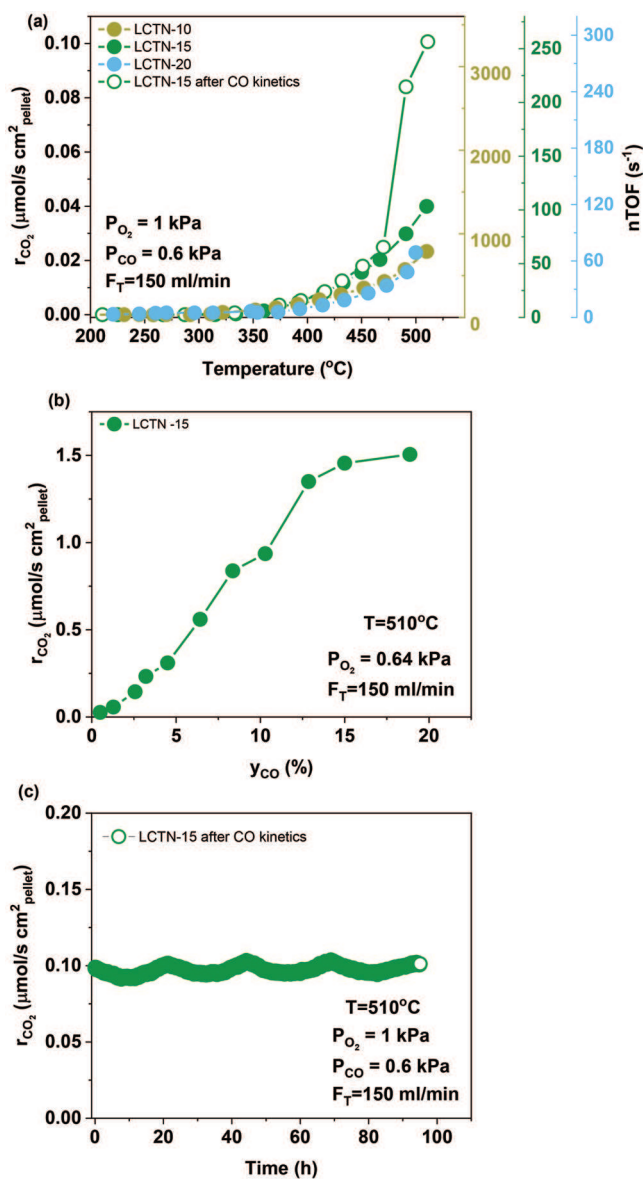 (a)
LCTN-10
LCTN-15
LCTN-20
LCTN-15 after CO kinetics
P_O2 = 1 kPa
P_CO = 0.6 kPa
F_T=150 ml/min
r_CO2 (μmol/s cm²pellet)
0.10
0.08
0.06
0.04
0.02
0.00
200 250 300 350 400 450 500
Temperature (°C)
3000
2000
1000
0
250
200
150
100
50
0
300
240
180
120
60
0
nTOF (s⁻¹)
(b)
LCTN -15
r_CO2 (μmol/s cm²pellet)
1.5
1.0
0.5
0.0
T=510°C
P_O2 = 0.64 kPa
F_T=150 ml/min
0 5 10 15 20
y_CO (%)
(c)
LCTN-15 after CO kinetics
r_CO2 (μmol/s cm²pellet)
0.20
0.15
0.10
0.05
0.00
T=510°C
P_O2 = 1 kPa
P_CO = 0.6 kPa
F_T=150 ml/min
0 20 40 60 80 100
Time (h)